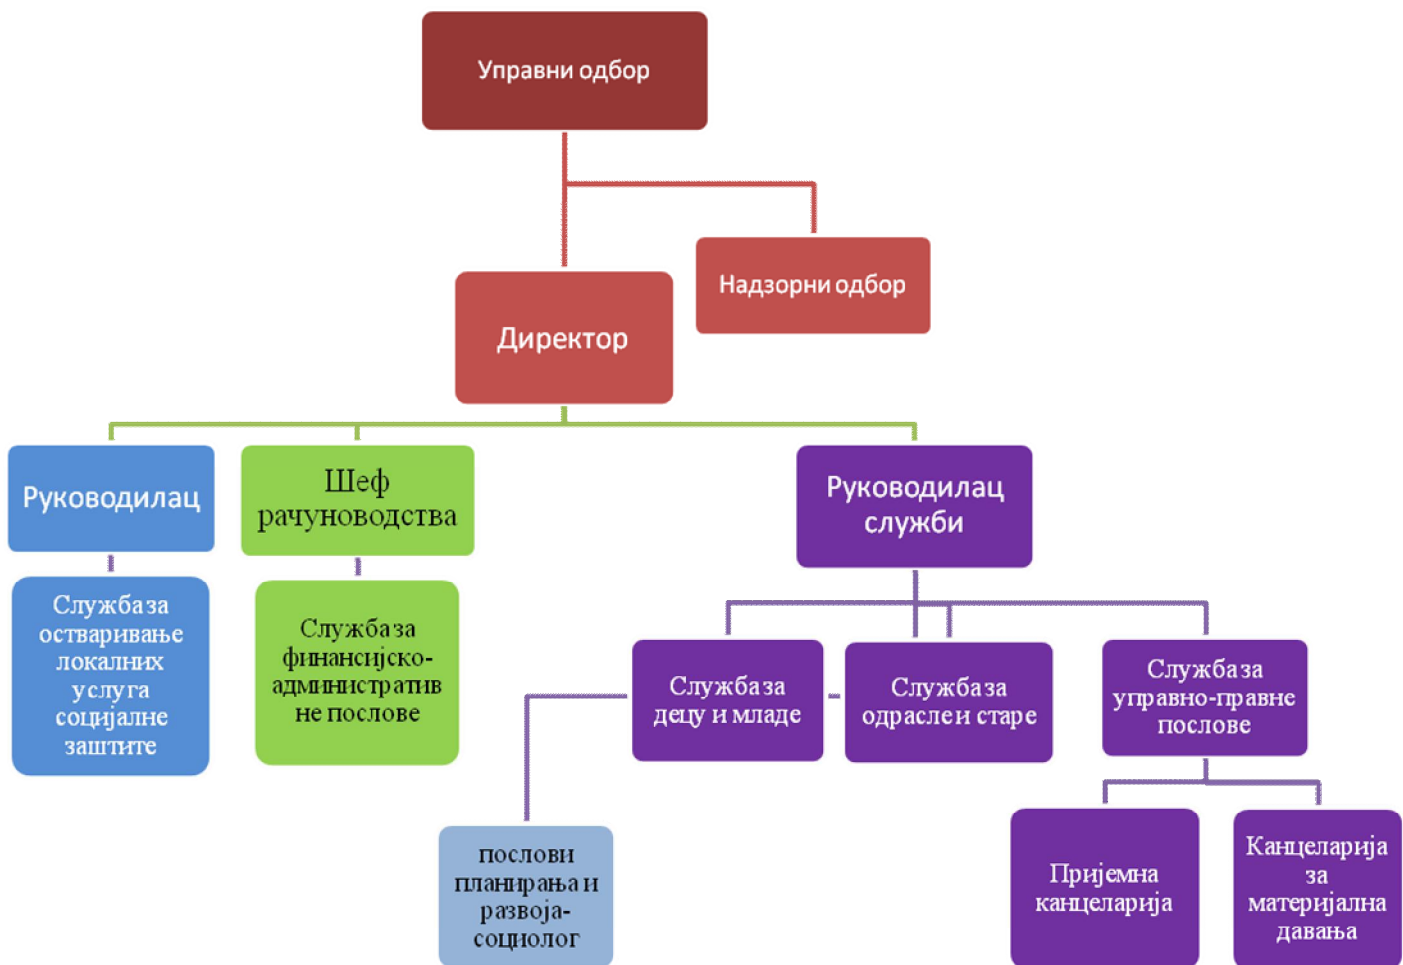 Управни одбор
Надзорни одбор
Директор
Руководилац
Шеф
рачуноводства
Руководилац
служби
Служба за
остваривање
локалних
услуга
социјалне
заштите
Служба за
финансијско-
административ
не послове
Служба за
децу и младе
Служба за
одрасле и старе
Служба за
управно-правне
послове
послови
планирања и
развоја-
социолог
Пријемна
канцеларија
Канцеларија
за
материјална
давања